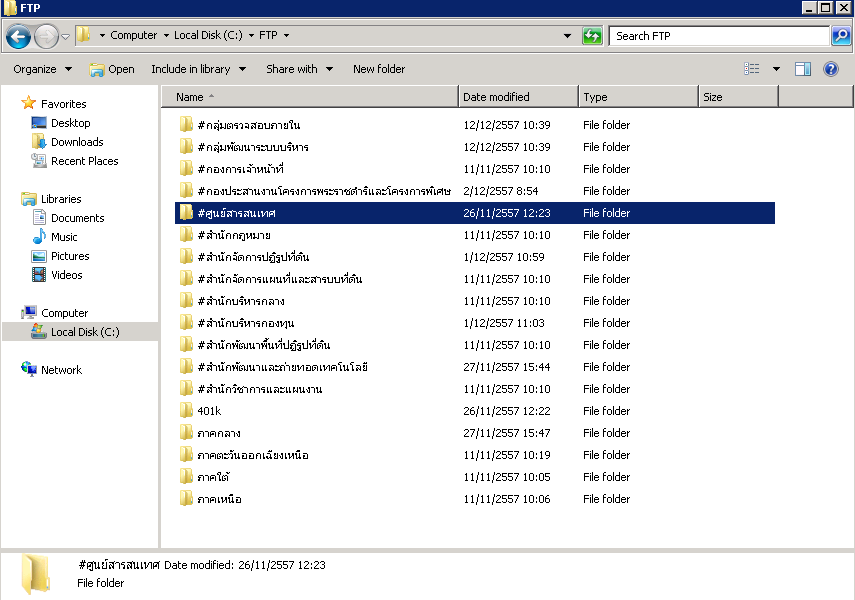 FTP
Computer Local Disk (C:) FTP Search FTP
Organize Open Include in library Share with New folder
Favorites
Desktop
Downloads
Recent Places
Libraries
Documents
Music
Pictures
Videos
Computer
Local Disk (C:)
Network
Name Date modified Type Size
#กลุ่มตรวจสอบภายใน 12/12/2557 10:39 File folder
#กลุ่มพัฒนาระบบบริหาร 12/12/2557 10:39 File folder
#กองการเจ้าหน้าที่ 11/11/2557 10:10 File folder
#กองประสานงานโครงการพระราชดำริและโครงการพิเศษ 2/12/2557 8:54 File folder
#ศูนย์สารสนเทศ 26/11/2557 12:23 File folder
#สำนักกฎหมาย 11/11/2557 10:10 File folder
#สำนักจัดการปฏิรูปที่ดิน 1/12/2557 10:59 File folder
#สำนักจัดการแผนที่และสารบบที่ดิน 11/11/2557 10:10 File folder
#สำนักบริหารกลาง 11/11/2557 10:10 File folder
#สำนักบริหารกองทุน 1/12/2557 11:03 File folder
#สำนักพัฒนาพื้นที่ปฏิรูปที่ดิน 11/11/2557 10:10 File folder
#สำนักพัฒนาและถ่ายทอดเทคโนโลยี 27/11/2557 15:44 File folder
#สำนักวิชาการและแผนงาน 11/11/2557 10:10 File folder
401k 26/11/2557 12:22 File folder
ภาคกลาง 27/11/2557 15:47 File folder
ภาคตะวันออกเฉียงเหนือ 11/11/2557 10:19 File folder
ภาคใต้ 11/11/2557 10:05 File folder
ภาคเหนือ 11/11/2557 10:06 File folder
#ศูนย์สารสนเทศ Date modified: 26/11/2557 12:23
File folder